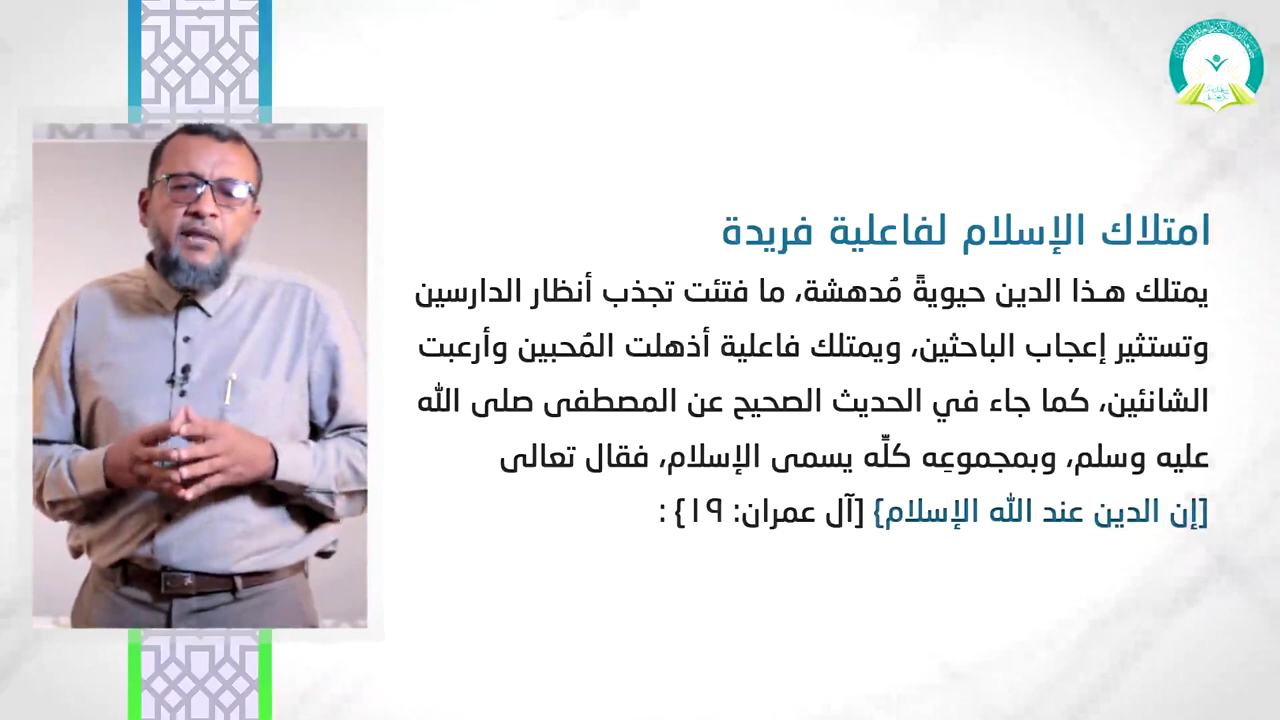 امتلاك الإسلام لفاعلية فريدة
يمتلك هـذا الدين حيويةً مُدهشة، ما فتئت تجذب أنظار الدارسين
وتستثير إعجاب الباحثين، ويمتلك فاعلية أذهلت المُحبين وأرعبت
الشانئين، كما جاء في الحديث الصحيح عن المصطفى صلى الله
عليه وسلم، وبمجموعِه كلِّه يسمى الإسلام، فقال تعالى
[إن الدين عند الله الإسلام} [آل عمران: ١٩} :